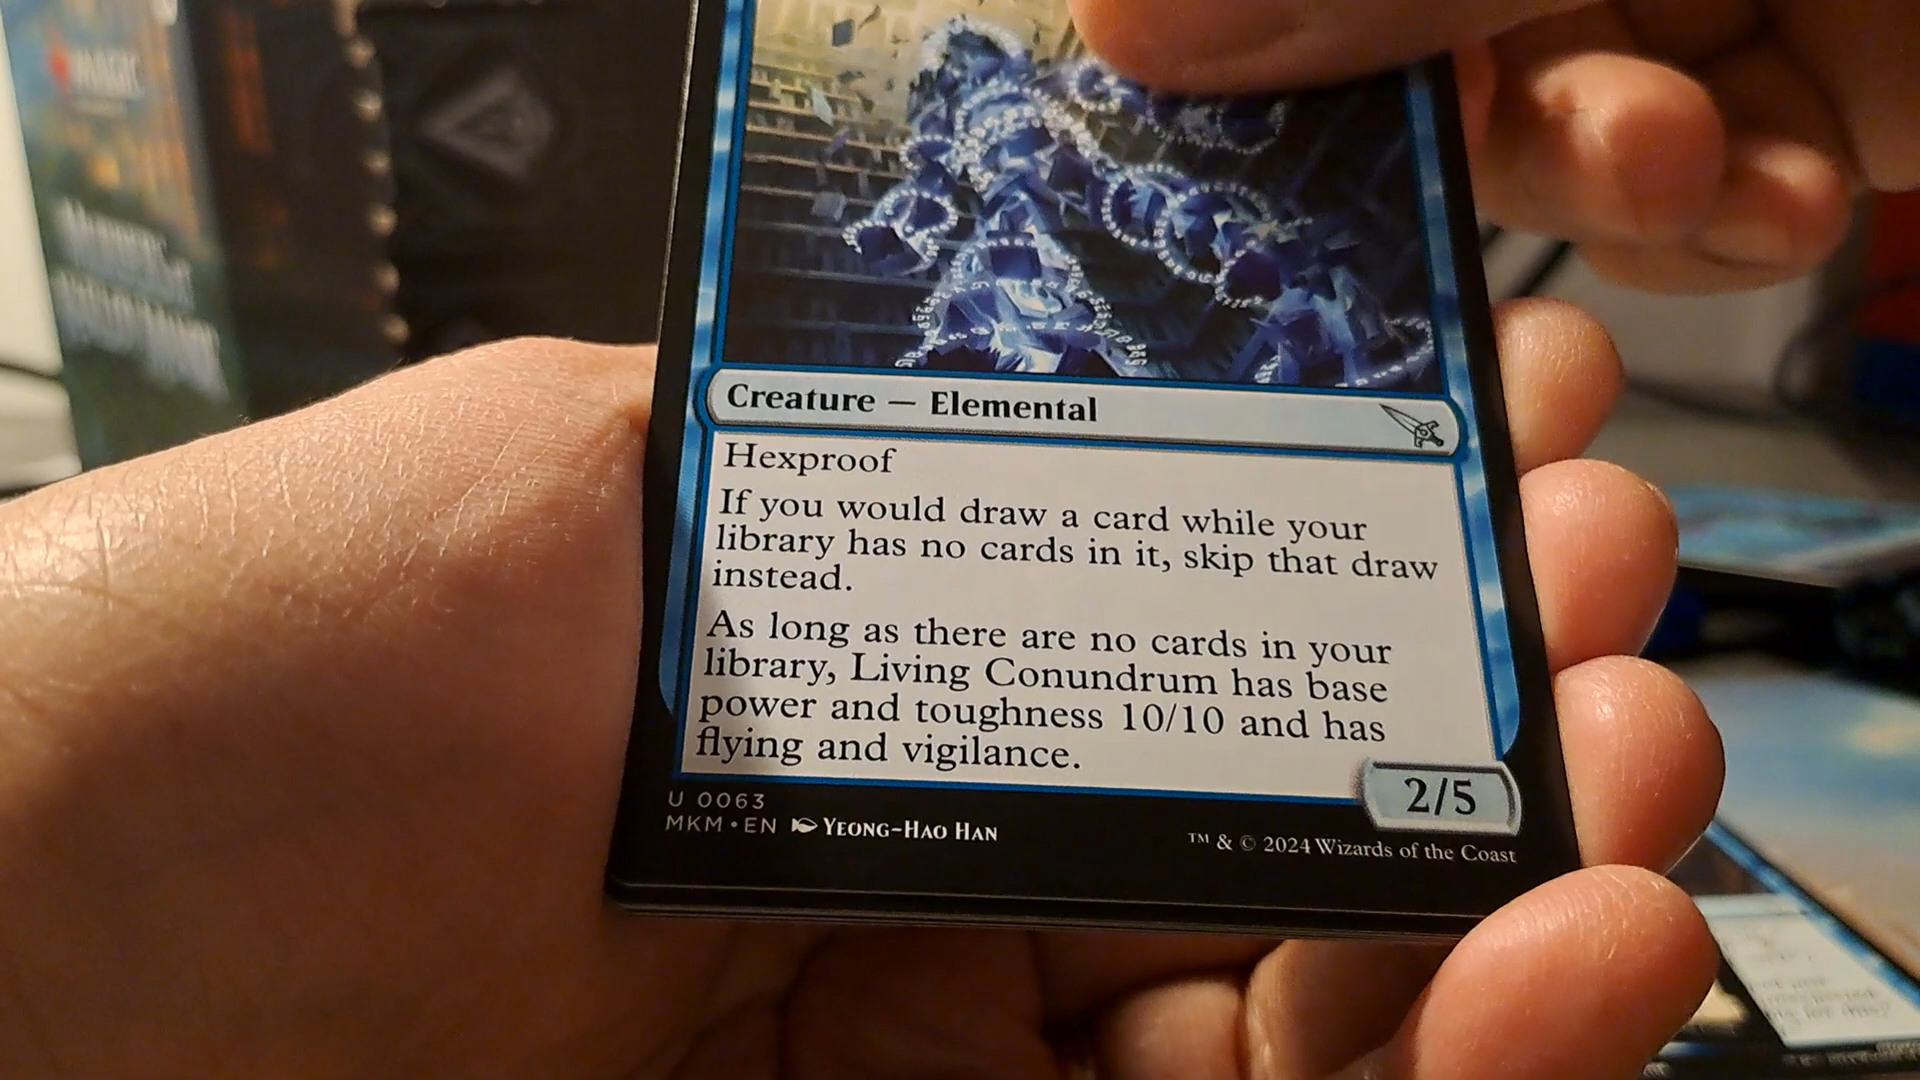 MAGIC
Creature — Elemental
Hexproof
If you would draw a card while your
library has no cards in it, skip that draw
instead.
As long as there are no cards in your
library, Living Conundrum has base
power and toughness 10/10 and has
flying and vigilance.
2/5
U 0063
MKM • EN Yeong-Hao Han
™ & © 2024 Wizards of the Coast